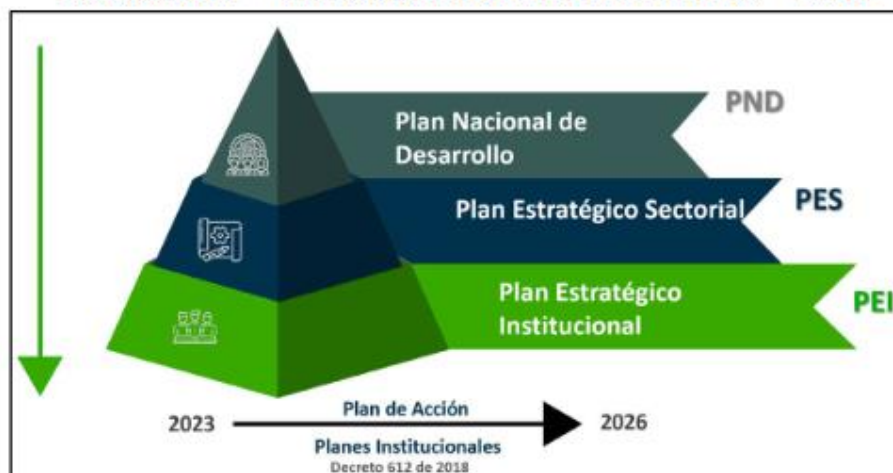 Plan Nacional de
Desarrollo
PND
Plan Estratégico Sectorial
PES
Plan Estratégico
Institucional
PEI
2023
Plan de Acción
2026
Planes Institucionales
Decreto 612 de 2018